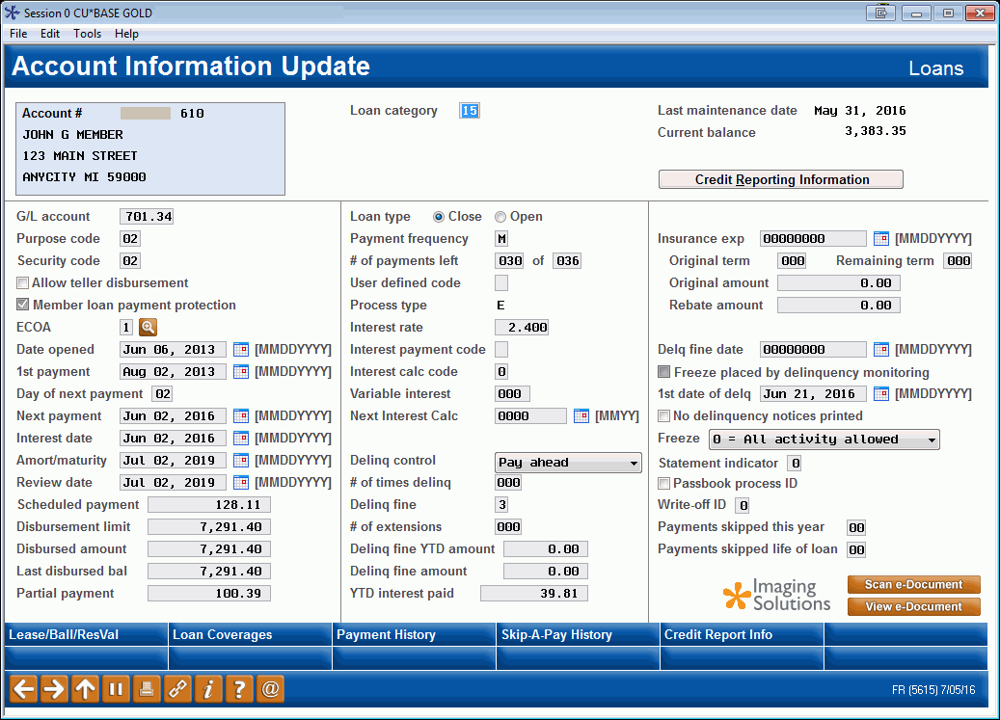 Session 0 CU*BASE GOLD
File Edit Tools Help
Account Information Update
Loans
Account # 610
JOHN G MEMBER
123 MAIN STREET
ANYCITY MI 59000
Loan category 15
Last maintenance date May 31, 2016
Current balance 3,383.35
Credit Reporting Information
G/L account 701.34
Purpose code 02
Security code 02
Allow teller disbursement
Member loan payment protection
ECOA 1
Date opened Jun 06, 2013 [MMDDYYYY]
1st payment Aug 02, 2013 [MMDDYYYY]
Day of next payment 02
Next payment Jun 02, 2016 [MMDDYYYY]
Interest date Jun 02, 2016 [MMDDYYYY]
Amort/maturity Jul 02, 2019 [MMDDYYYY]
Review date Jul 02, 2019 [MMDDYYYY]
Scheduled payment 128.11
Disbursement limit 7,291.40
Disbursed amount 7,291.40
Last disbursed bal 7,291.40
Partial payment 100.39
Loan type Close Open
Payment frequency M
# of payments left 030 of 036
User defined code
Process type E
Interest rate 2.400
Interest payment code
Interest calc code 0
Variable interest 000
Next Interest Calc 0000 [MMYY]
Delinq control Pay ahead
# of times delinq 000
Delinq fine 3
# of extensions 000
Delinq fine YTD amount 0.00
Delinq fine amount 0.00
YTD interest paid 39.81
Insurance exp 00000000 [MMDDYYYY]
Original term 000 Remaining term 000
Original amount 0.00
Rebate amount 0.00
Delq fine date 00000000 [MMDDYYYY]
Freeze placed by delinquency monitoring
1st date of delq Jun 21, 2016 [MMDDYYYY]
No delinquency notices printed
Freeze 0 = All activity allowed
Statement indicator 0
Passbook process ID
Write-off ID 0
Payments skipped this year 00
Payments skipped life of loan 00
Imaging
Solutions
Scan e-Document
View e-Document
Lease/Ball/ResVal Loan Coverages Payment History Skip-A-Pay History Credit Report Info
FR (5615) 7/05/16